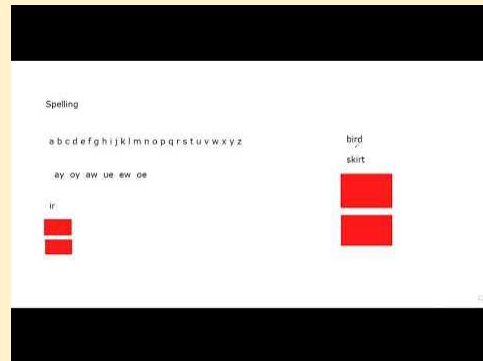 Spelling
a b c d e f g h i j k l m n o p q r s t u v w x y z
ay oy aw ue ew oe
ir
bird
skirt